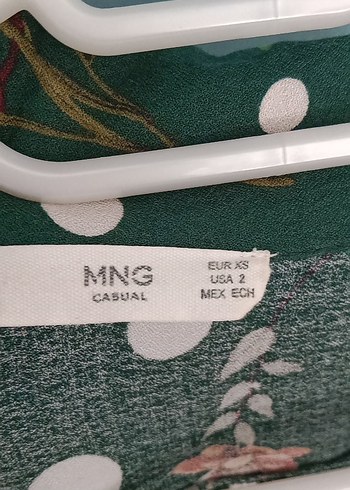 MNG
CASUAL
EUR XS
USA 2
MEX ECH